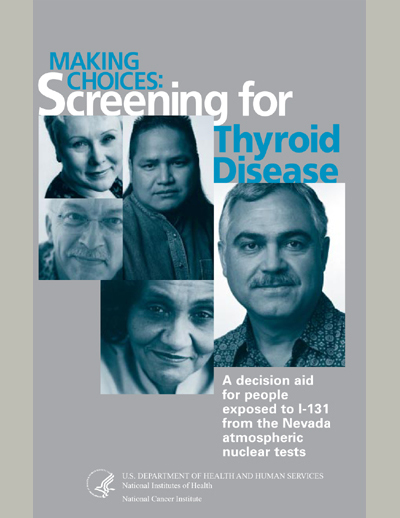 MAKING
CHOICES:
Screening for
Thyroid
Disease
A decision aid
for people
exposed to I-131
from the Nevada
atmospheric
nuclear tests
U.S. DEPARTMENT OF HEALTH AND HUMAN SERVICES
National Institutes of Health
National Cancer Institute